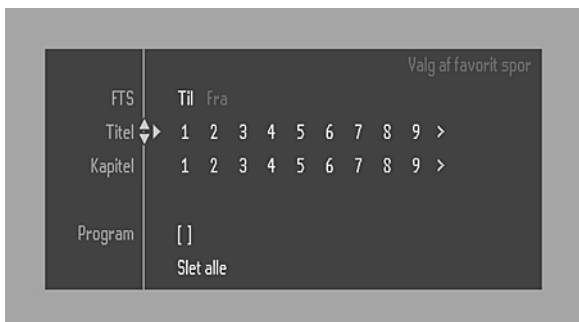 Valg af favorit spor
FTS Til Fra
Titel 1 2 3 4 5 6 7 8 9 >
Kapitel 1 2 3 4 5 6 7 8 9 >
Program [ ]
Slet alle